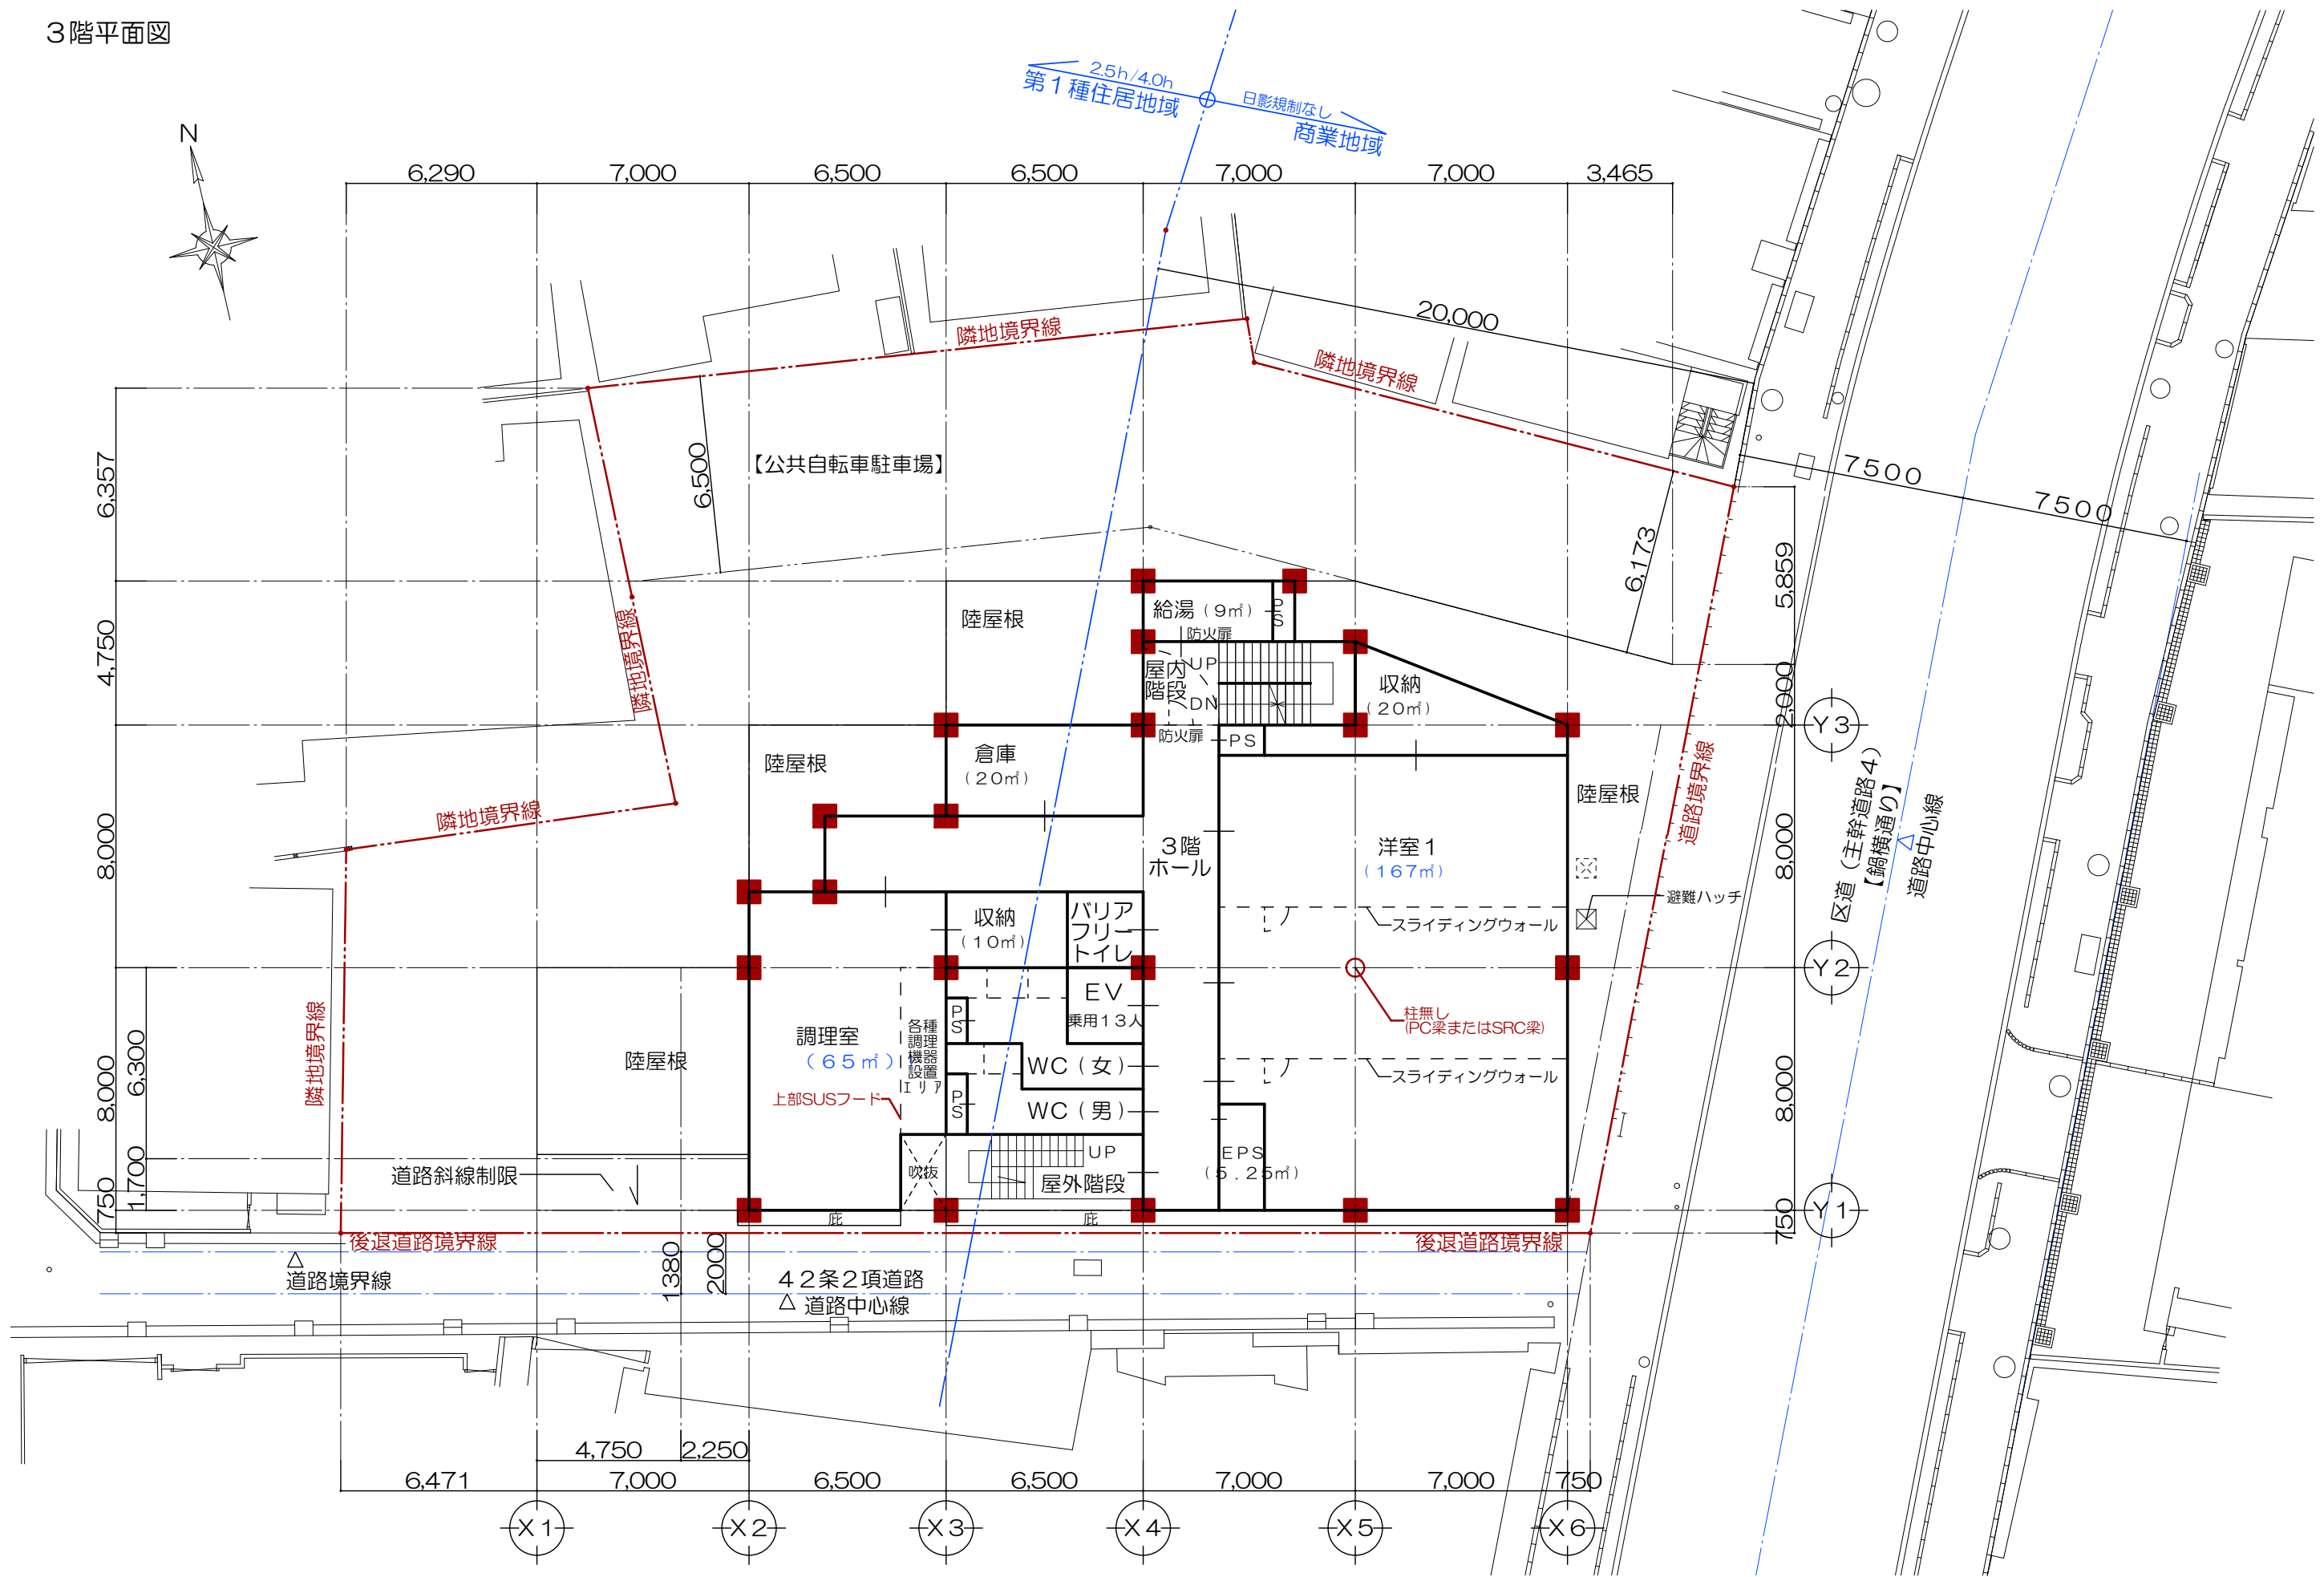 3階平面図
N
2.5h/4.0h
第1種住居地域
日影規制なし
商業地域
6,290
7,000
6,500
6,500
7,000
7,000
3,465
20,000
隣地境界線
隣地境界線
7500
7500
6,500
【公共自転車駐車場】
6,357
6,173
5,859
陸屋根
給湯(9㎡)
PS
防火扉
4,750
隣地境界線
屋内
階段
UP
DN
収納
(20㎡)
2,000
Y3
防火扉
PS
陸屋根
倉庫
(20㎡)
陸屋根
道路境界線
区道(主幹道路4)
【鍋横通り】
道路中心線
隣地境界線
8,000
3階
ホール
洋室1
(167㎡)
8,000
避難ハッチ
スライディングウォール
収納
(10㎡)
バリア
フリー
トイレ
Y2
EV
乗用13人
柱無し
(PC梁またはSRC梁)
PS
各種
調理
機器
設置
エリア
調理室
(65㎡)
陸屋根
隣地境界線
6,300
8,000
WC(女)
スライディングウォール
8,000
上部SUSフード
PS
WC(男)
UP
EPS
(5.25㎡)
吹抜
屋外階段
道路斜線制限
1,700
750
庇
庇
750
Y1
後退道路境界線
後退道路境界線
道路境界線
1380
2000
42条2項道路
道路中心線
4,750
2,250
6,471
7,000
6,500
6,500
7,000
7,000
750
X1
X2
X3
X4
X5
X6